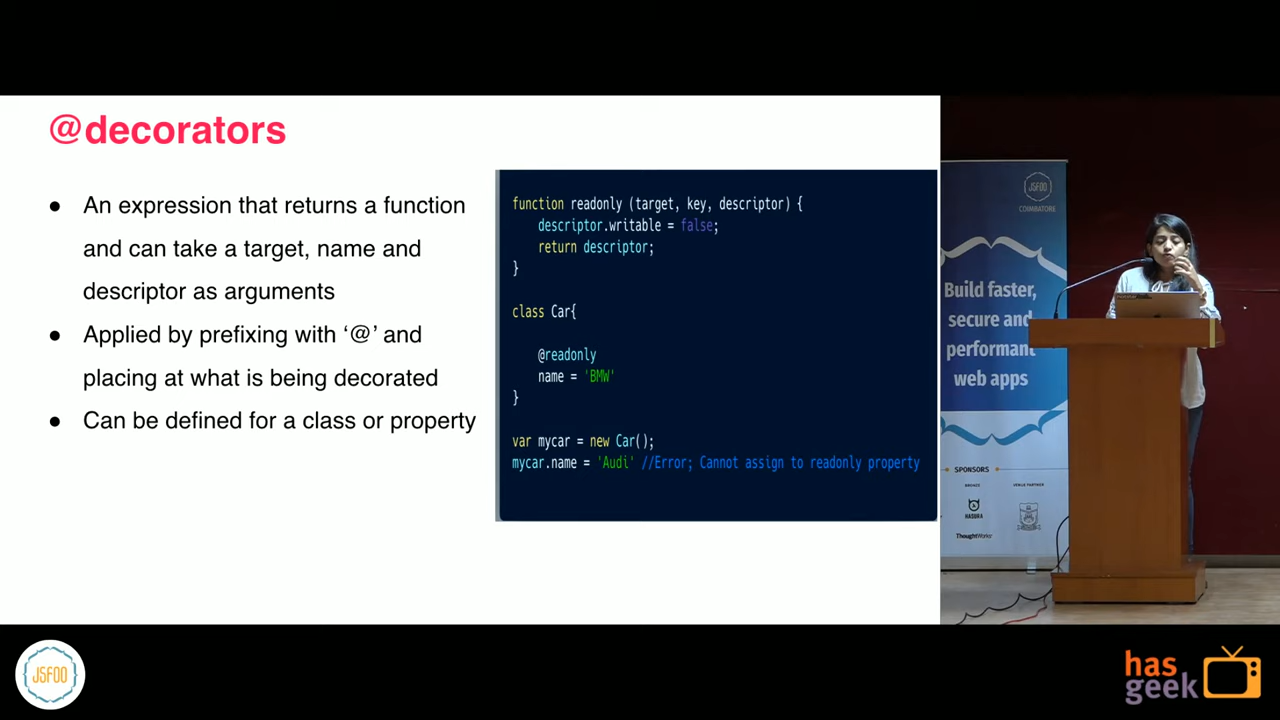 @decorators
● An expression that returns a function
and can take a target, name and
descriptor as arguments
● Applied by prefixing with ‘@’ and
placing at what is being decorated
● Can be defined for a class or property
function readonly (target, key, descriptor) {
descriptor.writable = false;
return descriptor;
}
class Car{
@readonly
name = 'BMW'
}
var mycar = new Car();
mycar.name = 'Audi' //Error; Cannot assign to readonly property
JSFOO
COIMBATORE
Build faster,
secure and
performant
web apps
SPONSORS
BRONZE
VENUE PARTNER
HASURA
ThoughtWorks
JSFOO
has
geek